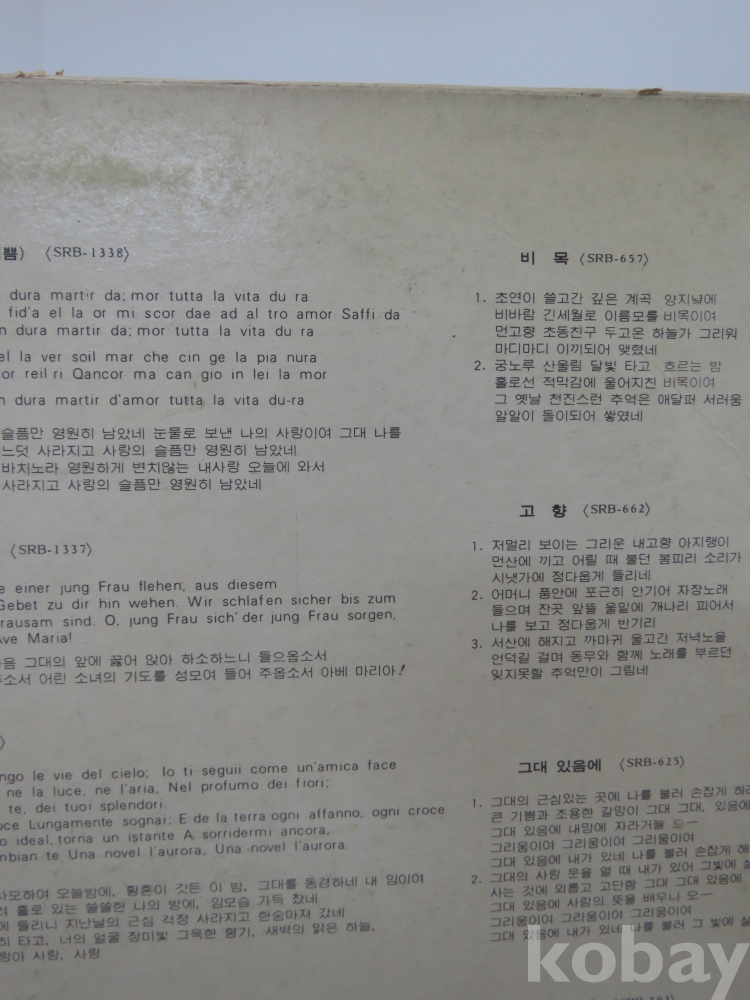 쁨) 〈SRB-1338〉
dura martir da; mor tutta la vita du ra
fid'a el la or mi scor dae ad al tro amor Saffi da
n dura martir da; mor tutta la vita du ra
el la ver soil mar che cin ge la pia nura
or reil ri Qancor ma can gio in lei la mor
n dura martir d'amor tutta la vita du-ra
슬픔만 영원히 남았네 눈물로 보낸 나의 사랑이여 그대 나를
느덧 사라지고 사랑의 슬픔만 영원히 남았네
바치노라 영원하게 변치않는 내사랑 오늘에 와서
사라지고 사랑의 슬픔만 영원히 남았네
〈SRB-1337〉
e einer jung Frau flehen, aus diesem
Gebet zu dir hin wehen. Wir schlafen sicher bis zum
rausam sind. O, jung Frau sich'der jung Frau sorgen,
Ave Maria!
음 그대의 앞에 꿇어 앉아 하소하느니 들으옵소서
소서 어린 소녀의 기도를 성모여 들어 주옵소서 아베 마리아!
〉
ngo le vie del cielo; Io ti seguii come un'amica face
ne la luce, ne l'aria, Nel profumo dei fiori;
te, dei tuoi splendori.
oce Lungamente sognai; E de la terra ogni affanno, ogni croce
o ideal, torna un istante A sorridermi ancora,
mbian te Una novel l'aurora, Una novel l'aurora.
사모하여 오늘밤에, 황혼이 깃든 이 밤, 그대를 동경하네 내 임이여
홀로 있는 쓸쓸한 나의 방에, 임모습 가득 찼네
에 들리니 지난날의 근심 걱정 사라지고 한숨마져 갔네
히 타고, 너의 얼굴 장미빛 그윽한 향기, 새벽의 맑은 하늘,
랑아 사랑, 사랑
비 목 〈SRB-657〉
1. 초연이 쓸고간 깊은 계곡 양지녘에
비바람 긴세월로 이름모를 비목이여
먼고향 초동친구 두고온 하늘가 그리워
마디마디 이끼되어 맺혔네
2. 궁노루 산울림 달빛 타고 흐르는 밤
홀로선 적막감에 울어지친 비목이여
그 옛날 천진스런 추억은 애달퍼 서러움
알알이 돌이되어 쌓였네
고 향 〈SRB-662〉
1. 저멀리 보이는 그리운 내고향 아지랭이
먼산에 끼고 어릴 때 불던 봄피리 소리가
시냇가에 정다웁게 들리네
2. 어머니 품안에 포근히 안기어 자장노래
들으며 잔곳 앞뜰 울밑에 개나리 피어서
나를 보고 정다웁게 반기리
3. 서산에 해지고 까마귀 울고간 저녁노을
언덕길 걸며 동무와 함께 노래를 부르던
잊지못할 추억만이 그립네
그대 있음에 〈SRB-625〉
1. 그대의 근심있는 곳에 나를 불러 손잡게 하라
큰 기쁨과 조용한 갈망이 그대 그대, 있음에
그대 있음에 내맘에 자라거늘 오—
그리움이여 그리움이여 그리움이여
그대 있음에 내가 있네 나를 불러 손잡게 해
2. 그대의 사랑 문을 열 때 내가 있어 그빛에 살
사는 것에 외롭고 고단함 그대 그대 있음에
그대 있음에 사람의 뜻을 배우니 오—
그리움이여 그리움이여 그리움이여
그대 있음에 내가 있네 나를 불러 그 빛에
kobay